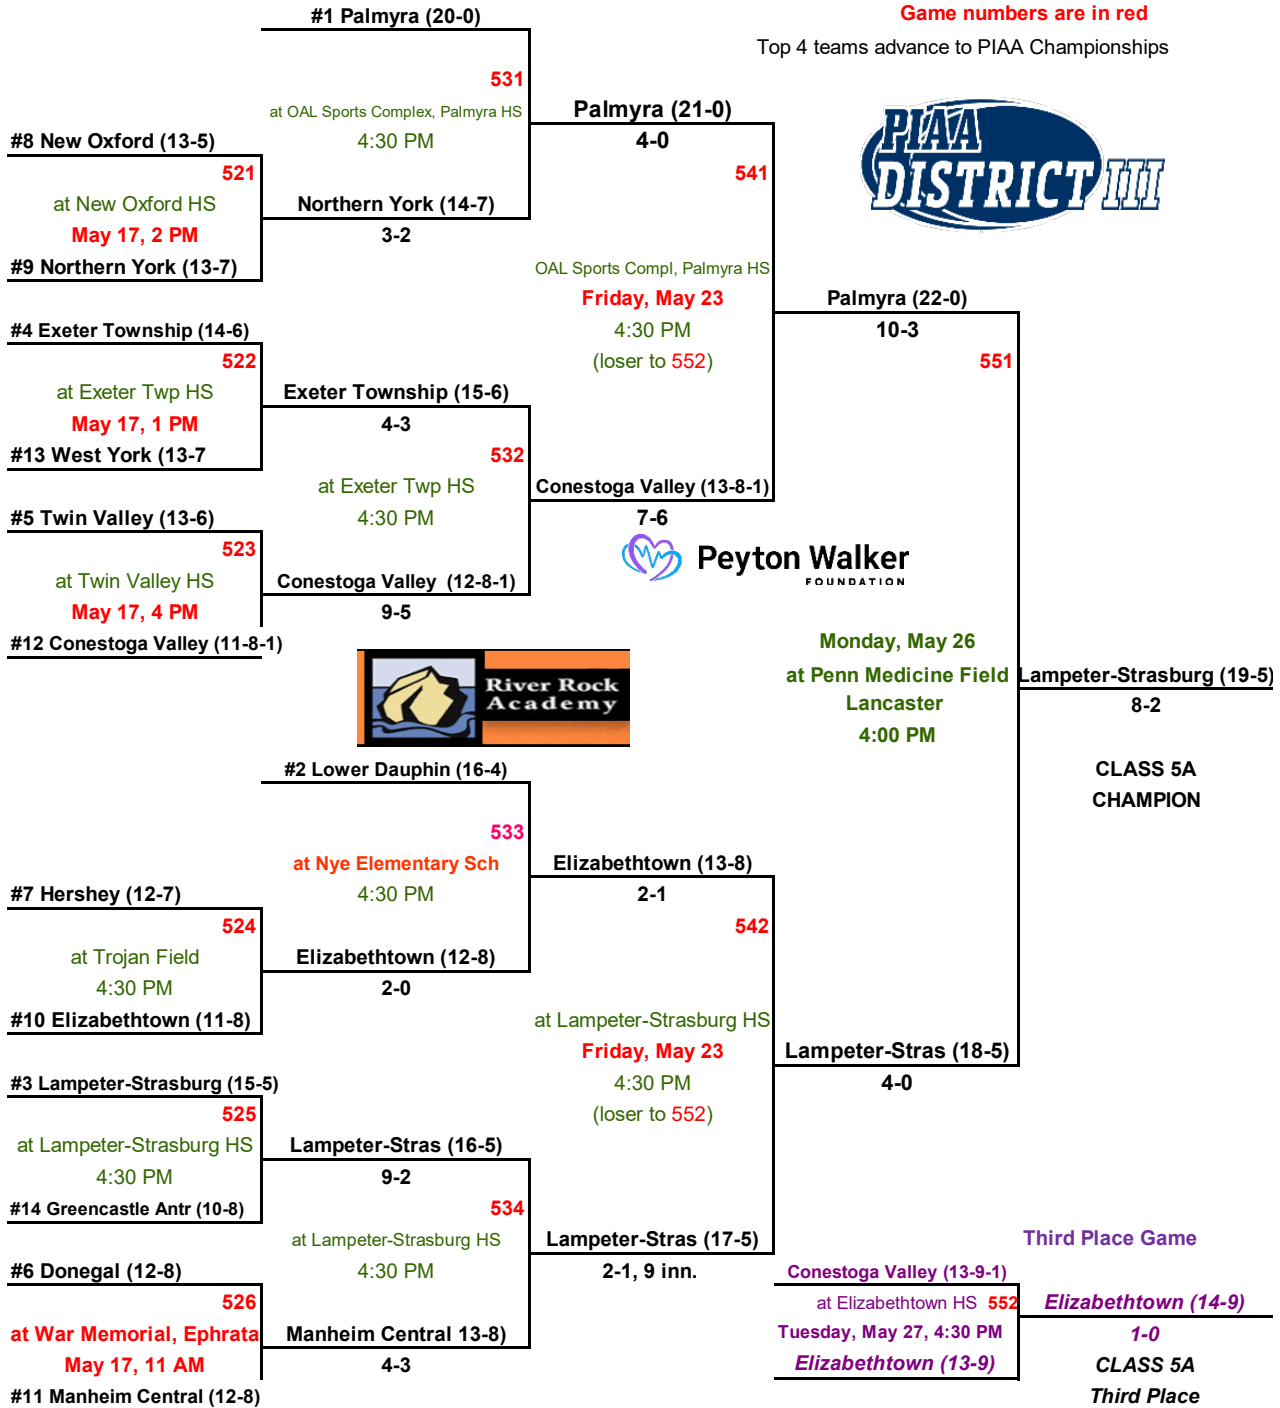 #1 Palmyra (20-0)
Game numbers are in red
Top 4 teams advance to PIAA Championships
531
at OAL Sports Complex, Palmyra HS
4:30 PM
Palmyra (21-0)
4-0
PIAA
DISTRICT III
#8 New Oxford (13-5)
521
at New Oxford HS
May 17, 2 PM
#9 Northern York (13-7)
Northern York (14-7)
3-2
541
OAL Sports Compl, Palmyra HS
Friday, May 23
4:30 PM
(loser to 552)
Palmyra (22-0)
10-3
#4 Exeter Township (14-6)
522
at Exeter Twp HS
May 17, 1 PM
#13 West York (13-7
Exeter Township (15-6)
4-3
551
532
at Exeter Twp HS
4:30 PM
Conestoga Valley (13-8-1)
7-6
#5 Twin Valley (13-6)
523
at Twin Valley HS
May 17, 4 PM
#12 Conestoga Valley (11-8-1)
Conestoga Valley (12-8-1)
9-5
Peyton Walker
FOUNDATION
River Rock
Academy
Monday, May 26
at Penn Medicine Field
Lancaster
4:00 PM
Lampeter-Strasburg (19-5)
8-2
CLASS 5A
CHAMPION
#2 Lower Dauphin (16-4)
533
at Nye Elementary Sch
4:30 PM
Elizabethtown (13-8)
2-1
#7 Hershey (12-7)
524
at Trojan Field
4:30 PM
#10 Elizabethtown (11-8)
Elizabethtown (12-8)
2-0
542
at Lampeter-Strasburg HS
Friday, May 23
4:30 PM
(loser to 552)
Lampeter-Stras (18-5)
4-0
#3 Lampeter-Strasburg (15-5)
525
at Lampeter-Strasburg HS
4:30 PM
#14 Greencastle Antr (10-8)
Lampeter-Stras (16-5)
9-2
534
at Lampeter-Strasburg HS
4:30 PM
Lampeter-Stras (17-5)
2-1, 9 inn.
#6 Donegal (12-8)
526
at War Memorial, Ephrata
May 17, 11 AM
#11 Manheim Central (12-8)
Manheim Central 13-8)
4-3
Third Place Game
Conestoga Valley (13-9-1)
at Elizabethtown HS 552
Tuesday, May 27, 4:30 PM
Elizabethtown (13-9)
Elizabethtown (14-9)
1-0
CLASS 5A
Third Place